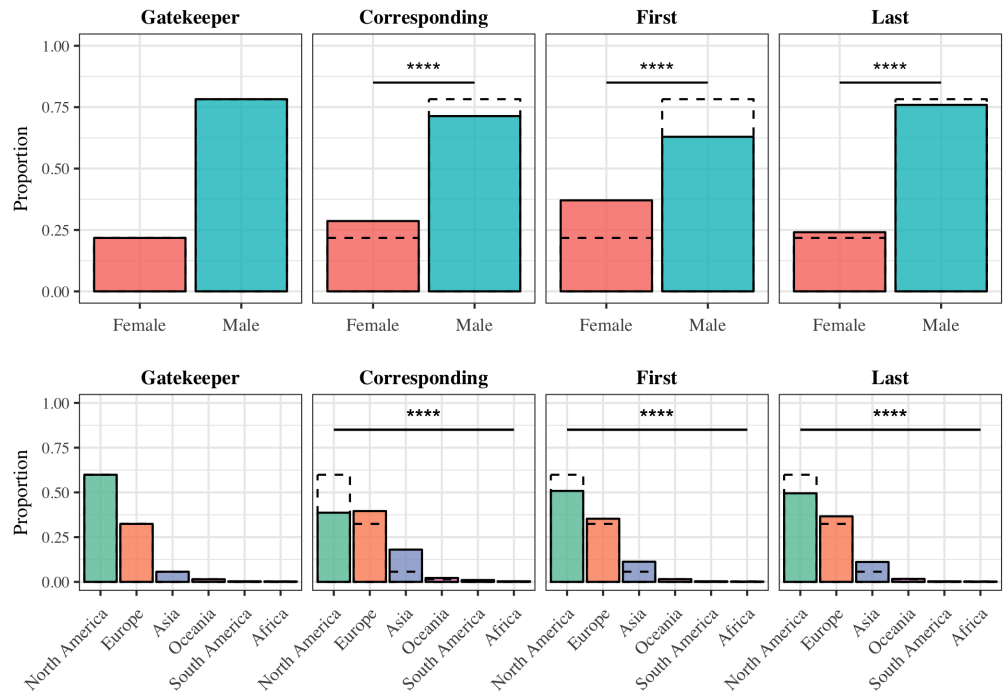 Gatekeeper Corresponding First Last
1.00
**** **** ****
0.75
0.50
0.25
0.00
Proportion
Female Male Female Male Female Male Female Male
Gatekeeper Corresponding First Last
1.00
**** **** ****
0.75
0.50
0.25
0.00
Proportion
North America Europe Asia Oceania South America Africa North America Europe Asia Oceania South America Africa North America Europe Asia Oceania South America Africa North America Europe Asia Oceania South America Africa